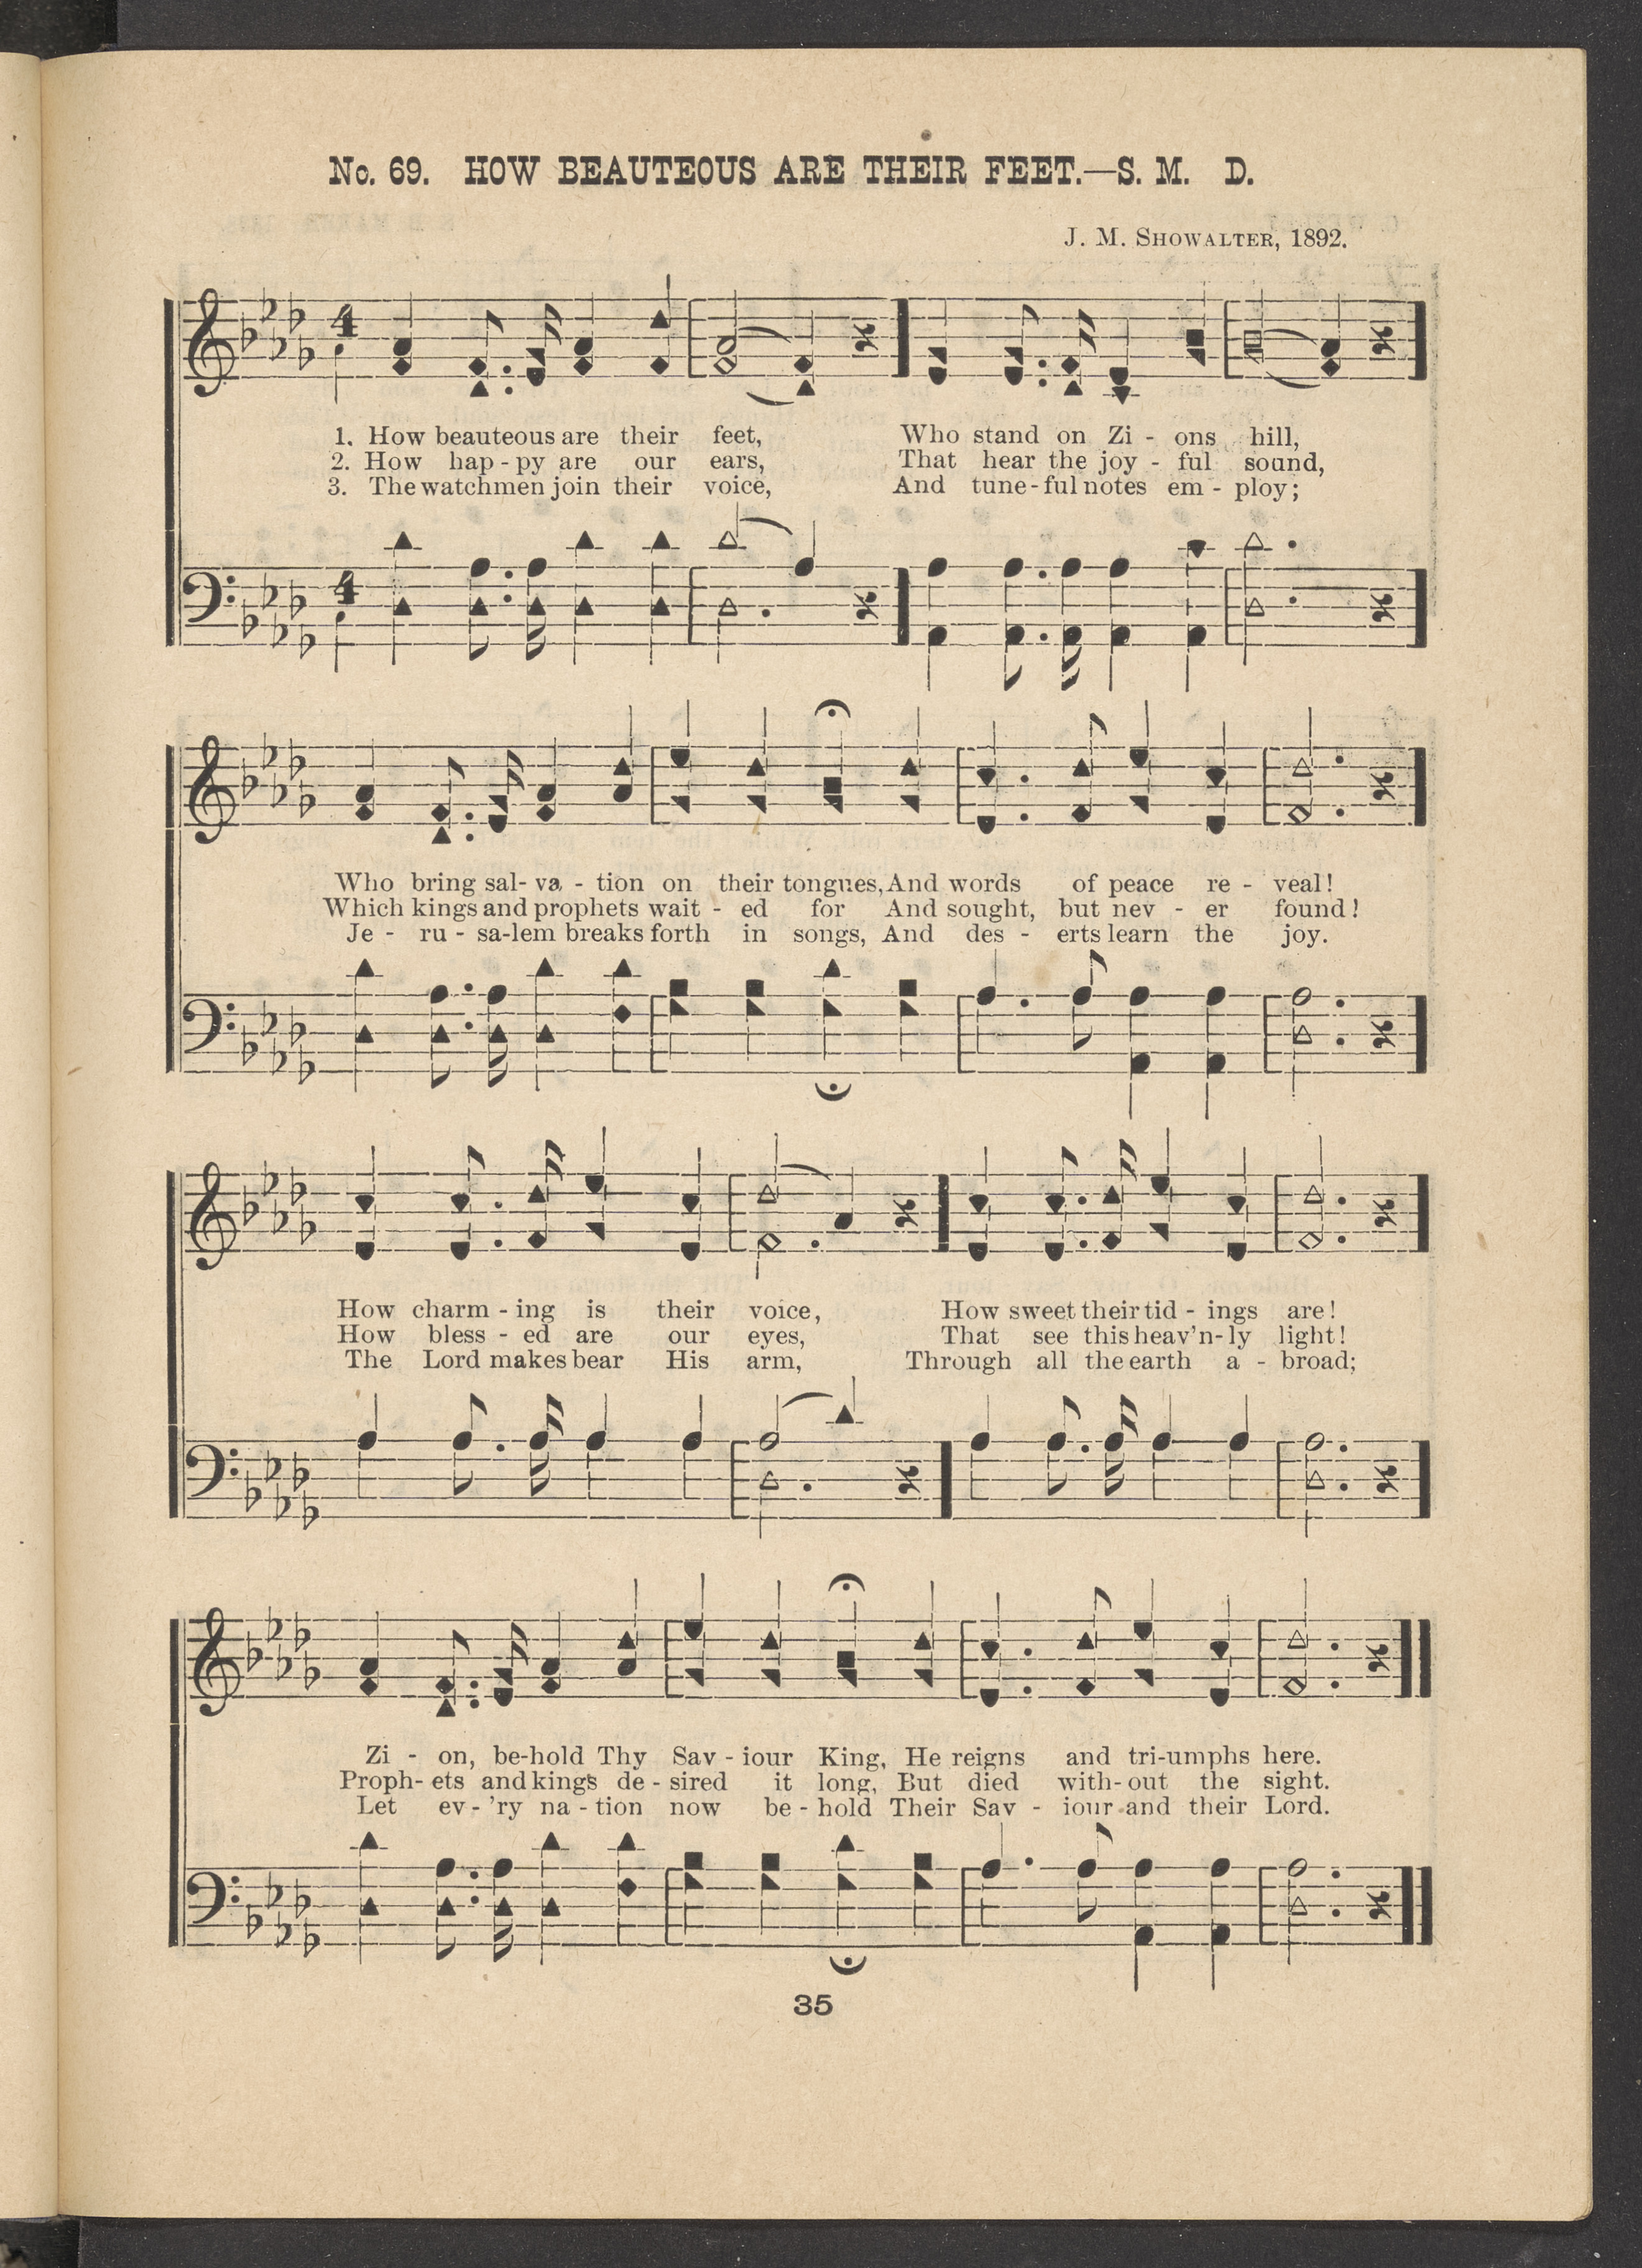 No. 69. HOW BEAUTEOUS ARE THEIR FEET.—S. M. D.
J. M. SHOWALTER, 1892.
4
1. How beauteous are their feet, Who stand on Zi - ons hill,
2. How hap - py are our ears, That hear the joy - ful sound,
3. The watchmen join their voice, And tune - ful notes em - ploy;
4
4
Who bring sal - va - tion on their tongues, And words of peace re - veal!
Which kings and prophets wait - ed for And sought, but nev - er found!
Je - ru - sa-lem breaks forth in songs, And des - erts learn the joy.
How charm - ing is their voice, How sweet their tid - ings are!
How bless - ed are our eyes, That see this heav'n - ly light!
The Lord makes bear His arm, Through all the earth a - broad;
Zi - on, be-hold Thy Sav - iour King, He reigns and tri-umphs here.
Proph- ets and kings de - sired it long, But died with- out the sight.
Let ev - 'ry na - tion now be - hold Their Sav - iour and their Lord.
35